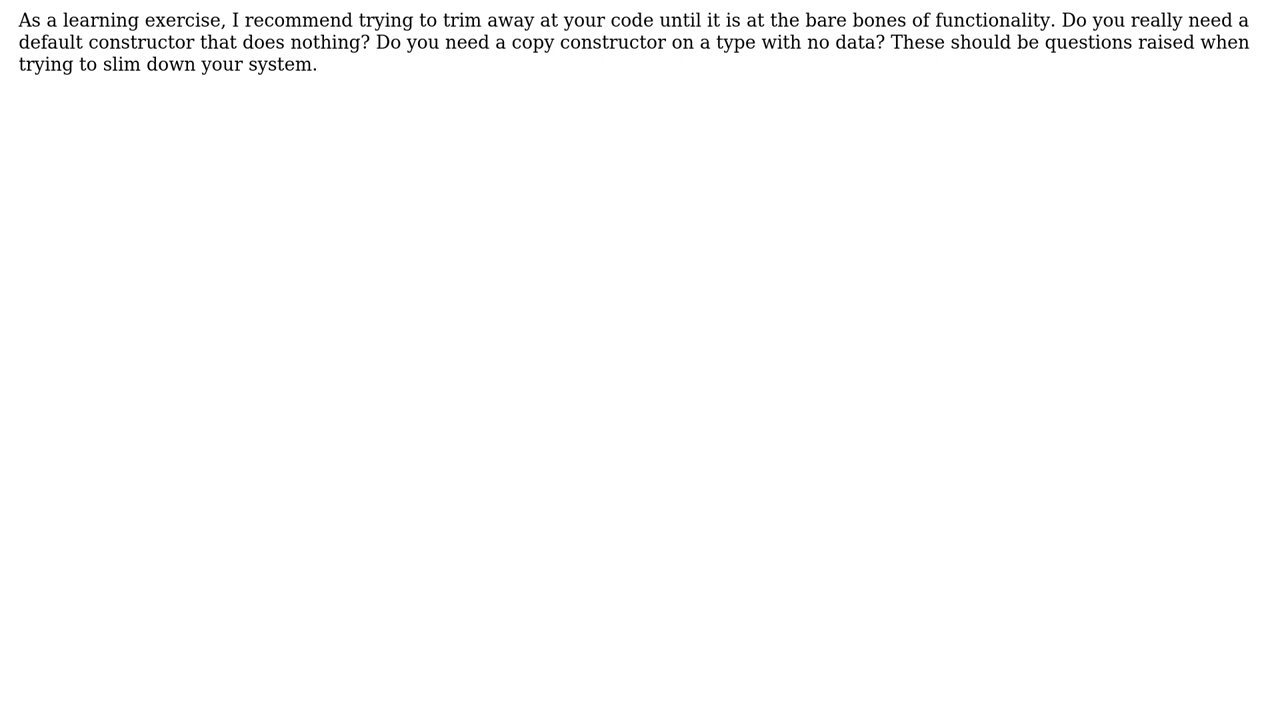 As a learning exercise, I recommend trying to trim away at your code until it is at the bare bones of functionality. Do you really need a
default constructor that does nothing? Do you need a copy constructor on a type with no data? These should be questions raised when
trying to slim down your system.